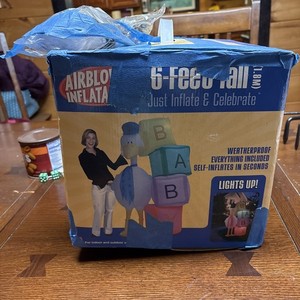 AIRBLO
INFLATA
6-Feet Tall (1.8M)
Just Inflate & Celebrate
WEATHERPROOF
EVERYTHING INCLUDED
SELF-INFLATES IN SECONDS
LIGHTS UP!
B
A
B